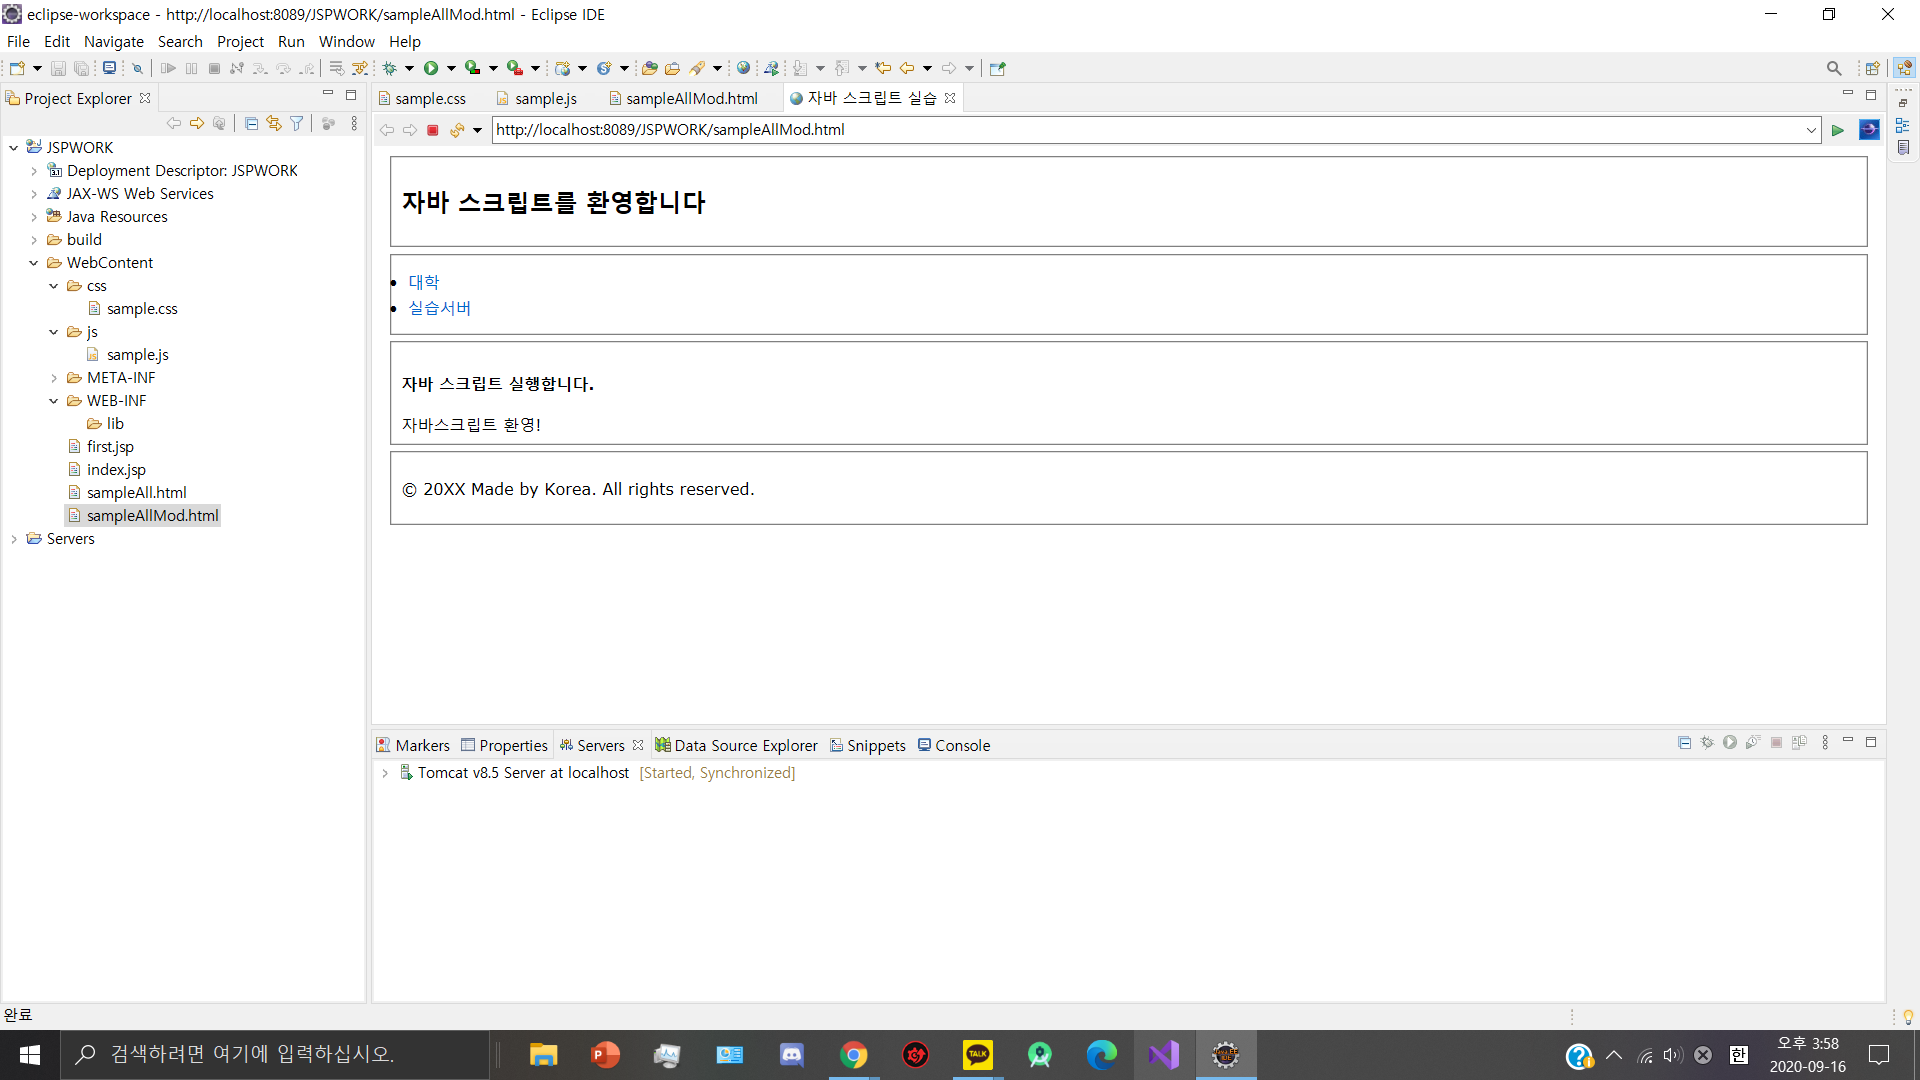 eclipse-workspace - http://localhost:8089/JSPWORK/sampleAllMod.html - Eclipse IDE
File Edit Navigate Search Project Run Window Help
Project Explorer
sample.css sample.js sampleAllMod.html 자바 스크립트 실습
http://localhost:8089/JSPWORK/sampleAllMod.html
JSPWORK
Deployment Descriptor: JSPWORK
JAX-WS Web Services
Java Resources
build
WebContent
css
sample.css
js
sample.js
META-INF
WEB-INF
lib
first.jsp
index.jsp
sampleAll.html
sampleAllMod.html
Servers
자바 스크립트를 환영합니다
대학
실습서버
자바 스크립트 실행합니다.
자바스크립트 환영!
© 20XX Made by Korea. All rights reserved.
Markers Properties Servers Data Source Explorer Snippets Console
Tomcat v8.5 Server at localhost [Started, Synchronized]
완료
검색하려면 여기에 입력하십시오.
TALK
한
오후 3:58
2020-09-16